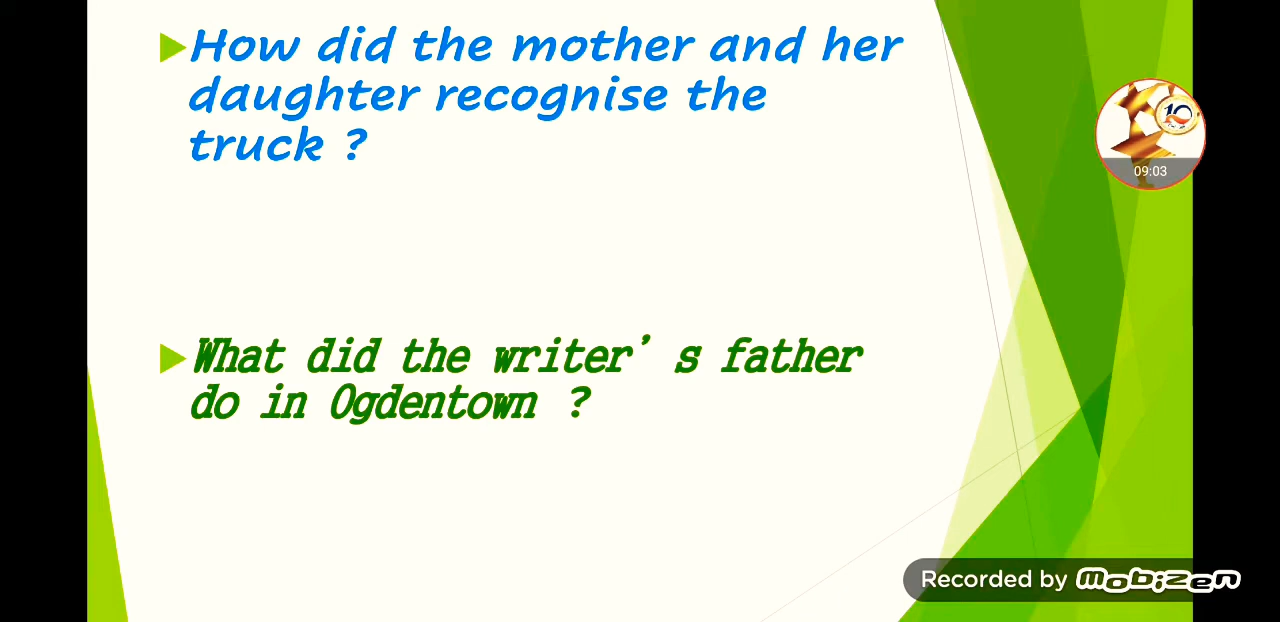 How did the mother and her
daughter recognise the
truck ?
10
09:03
What did the writer's father
do in Ogdentown ?
Recorded by Mobizen